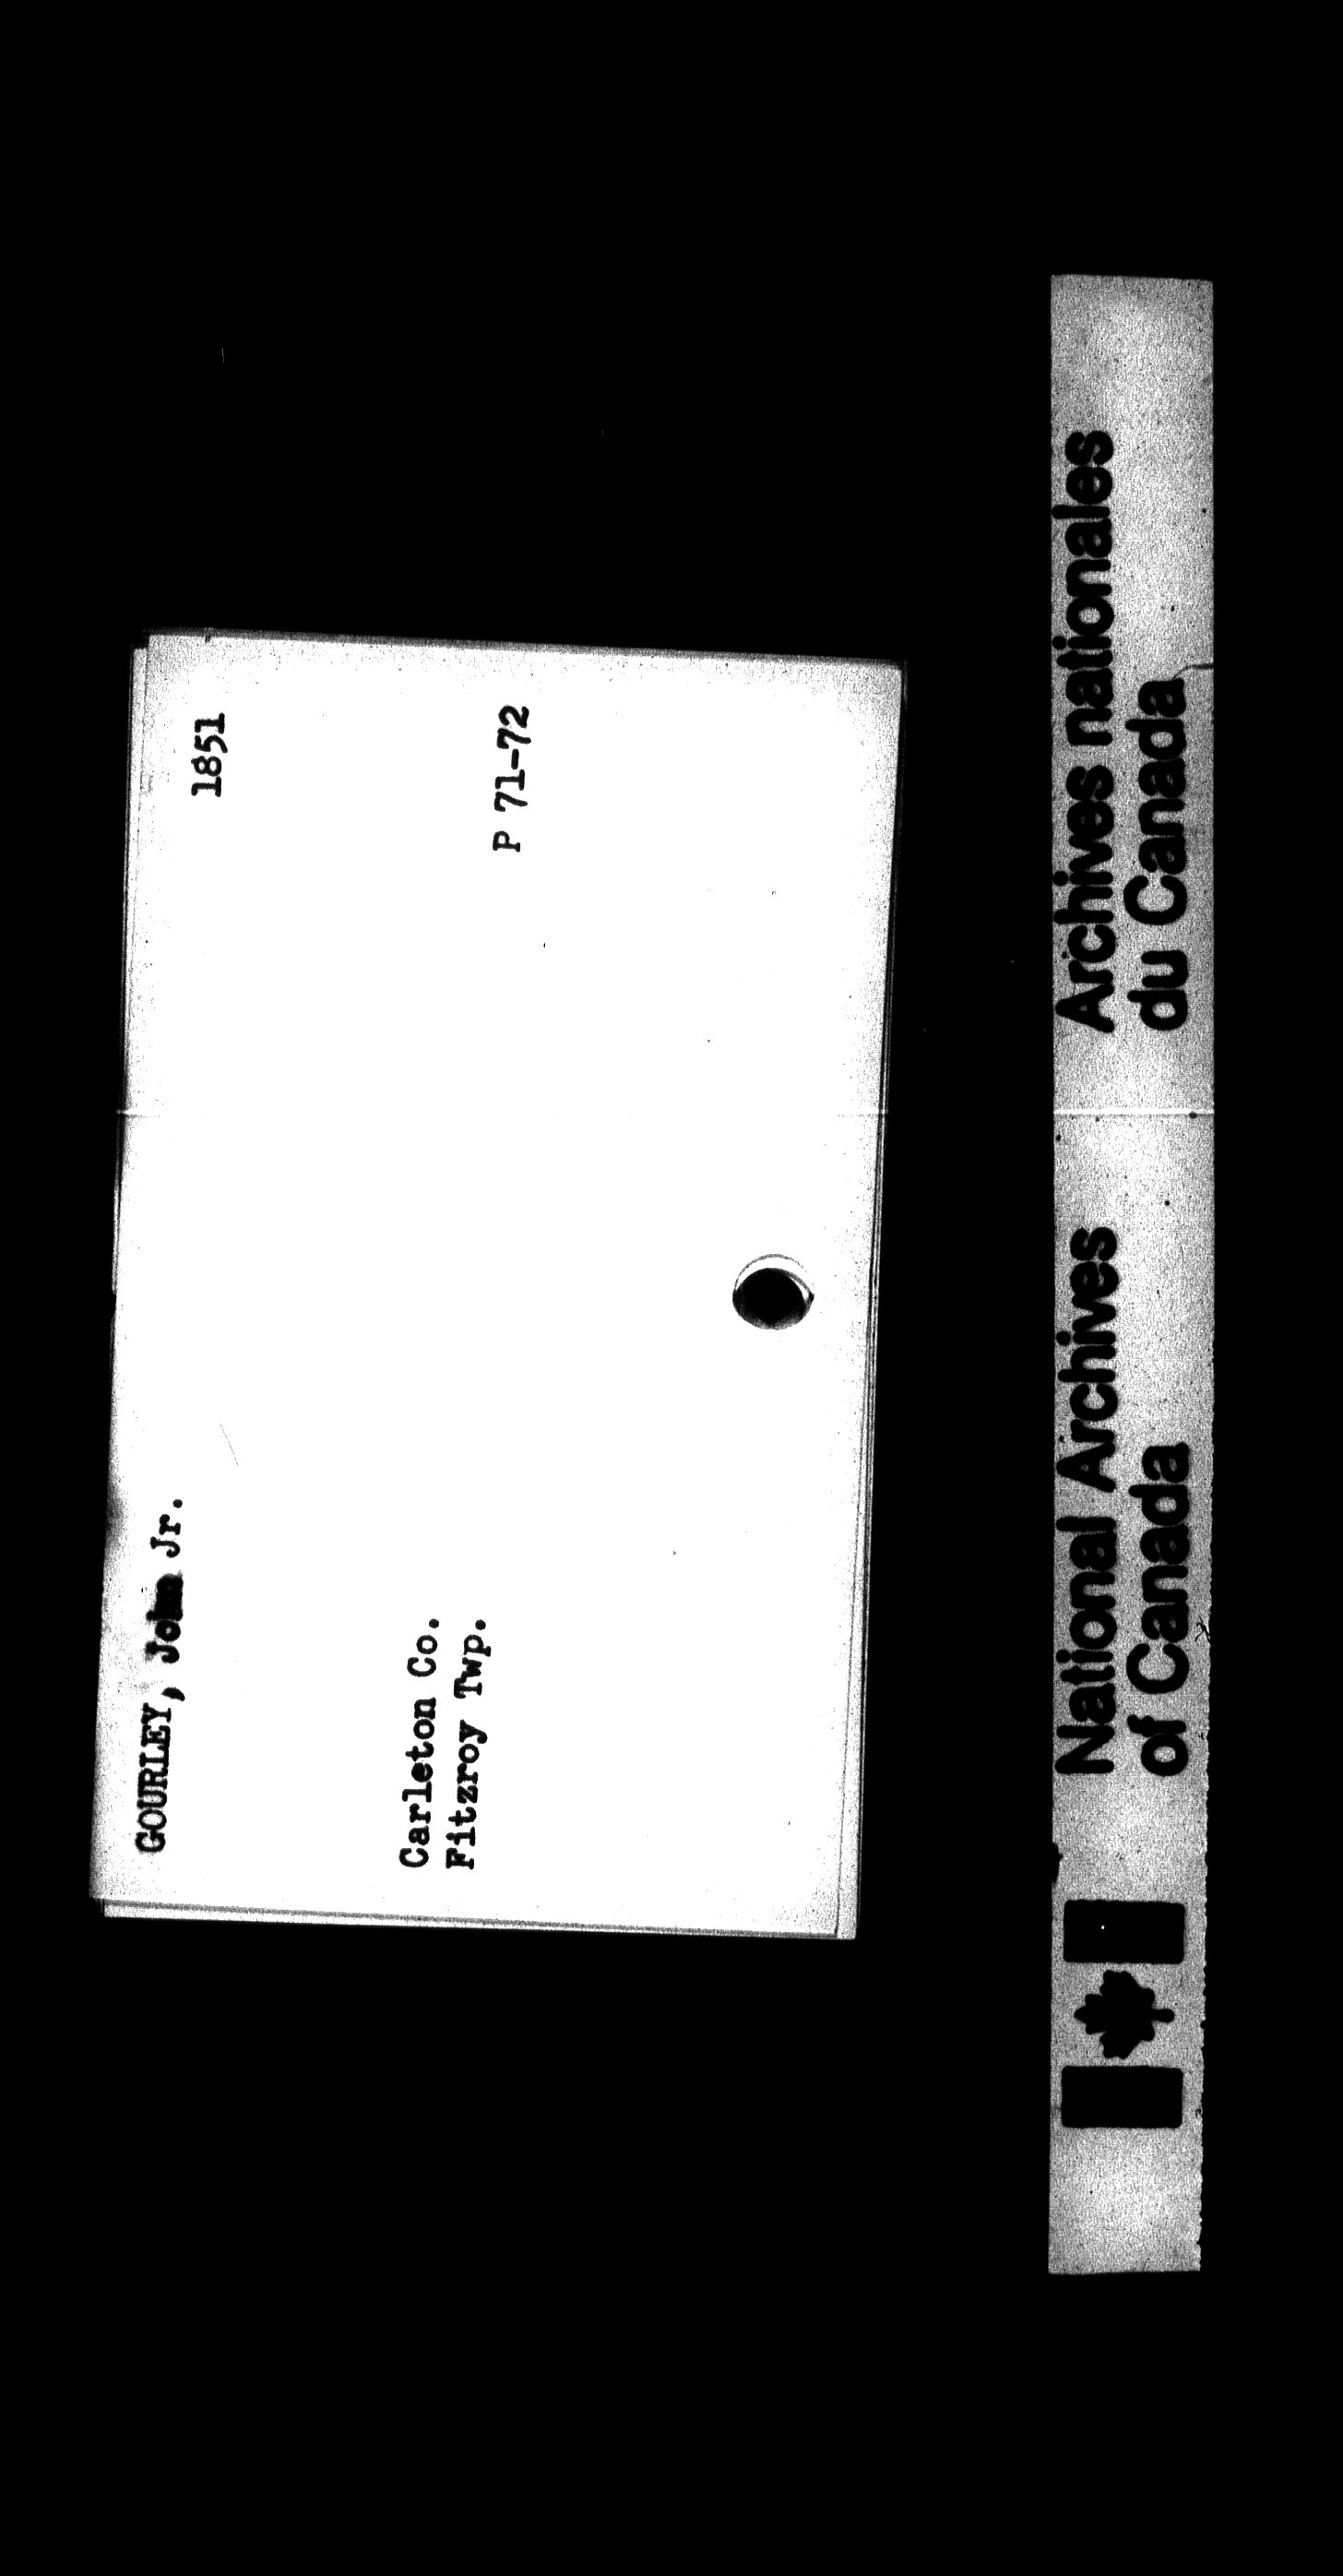 GOURLEY, John Jr.
1851
Carleton Co.
Fitzroy Twp.
P 71-72
National Archives
of Canada
Archives nationales
du Canada